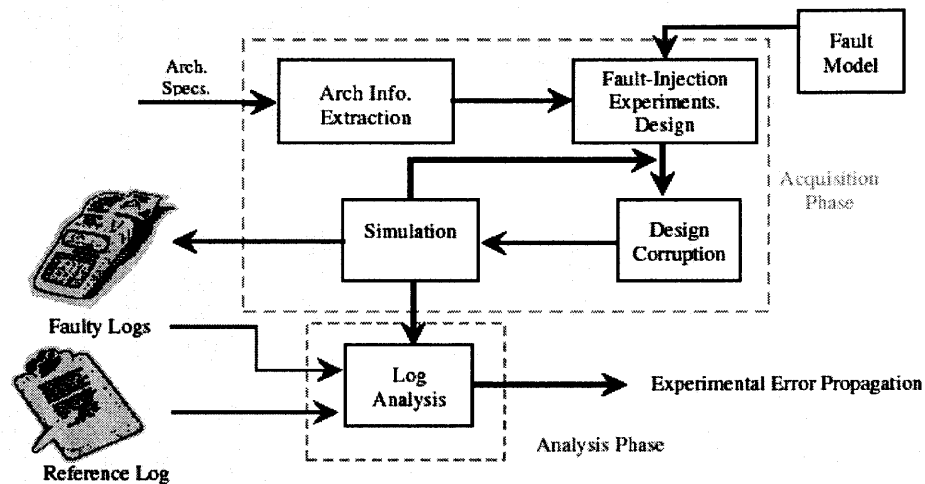 Arch.
Specs.
Arch Info.
Extraction
Fault-Injection
Experiments.
Design
Fault
Model
Acquisition
Phase
Simulation
Design
Corruption
Faulty Logs
Log
Analysis
Experimental Error Propagation
Analysis Phase
Reference Log